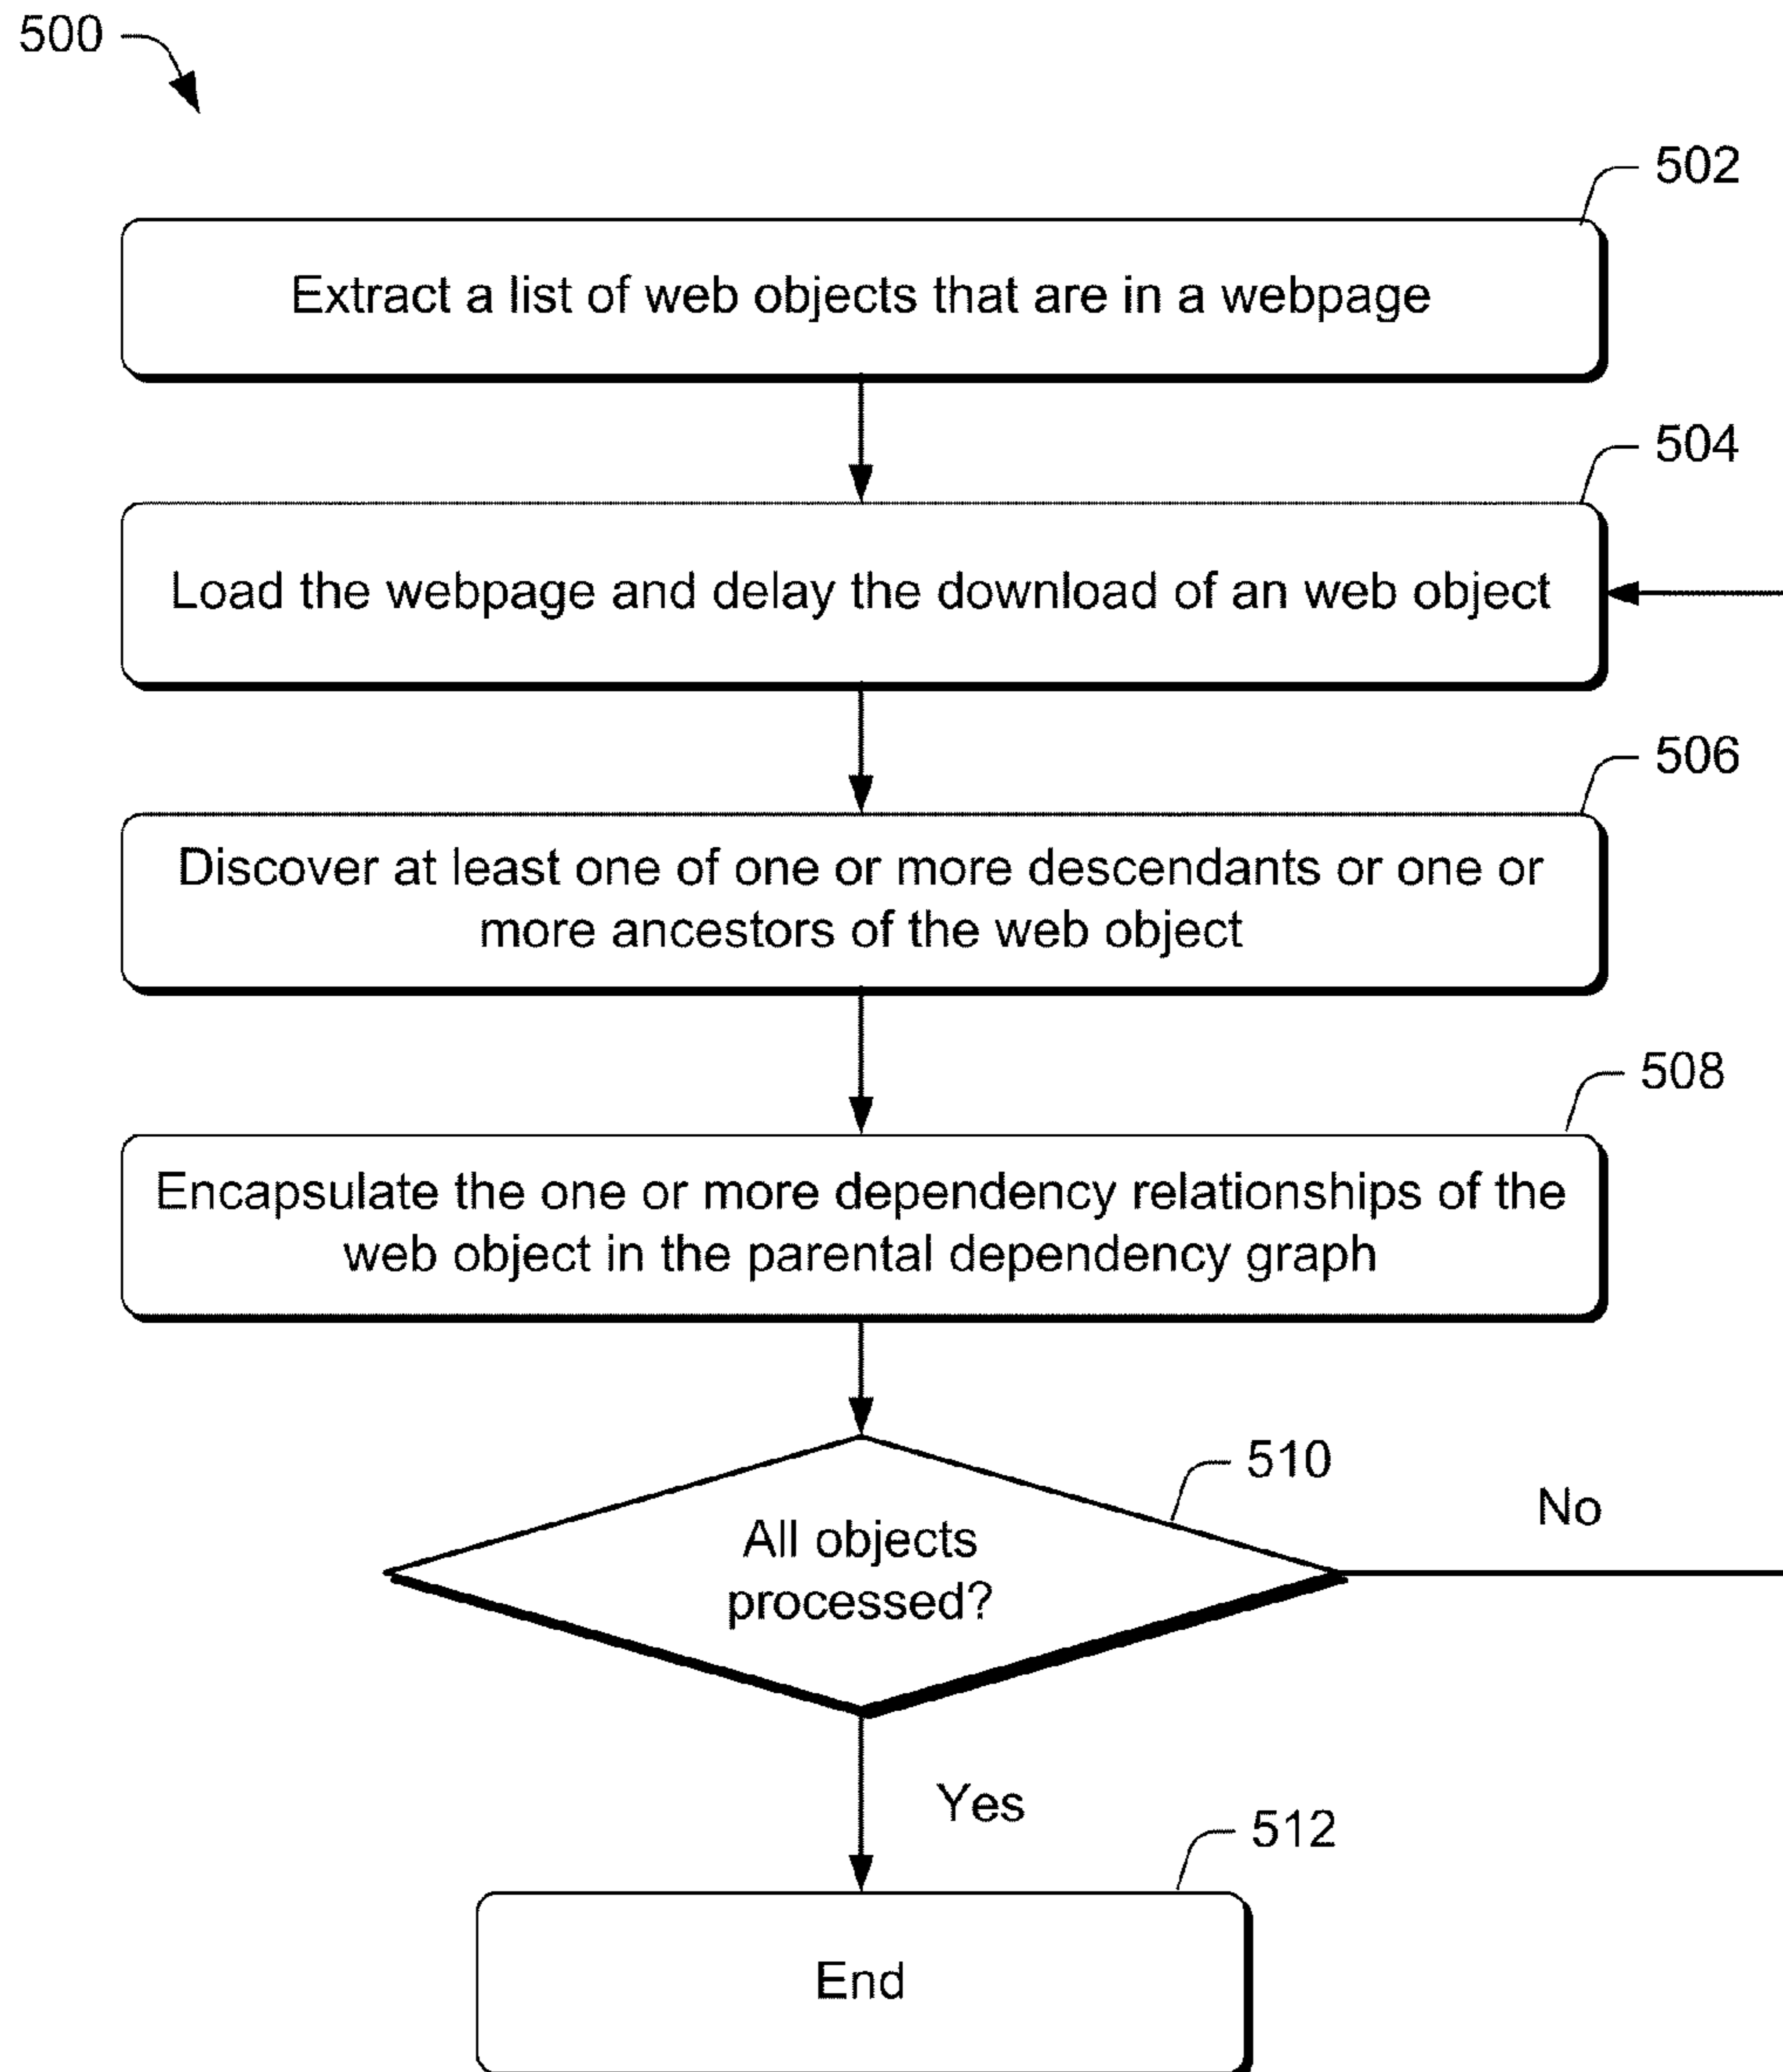 500
502
Extract a list of web objects that are in a webpage
504
Load the webpage and delay the download of an web object
506
Discover at least one of one or more descendants or one or
more ancestors of the web object
508
Encapsulate the one or more dependency relationships of the
web object in the parental dependency graph
510
All objects
processed?
No
Yes
512
End